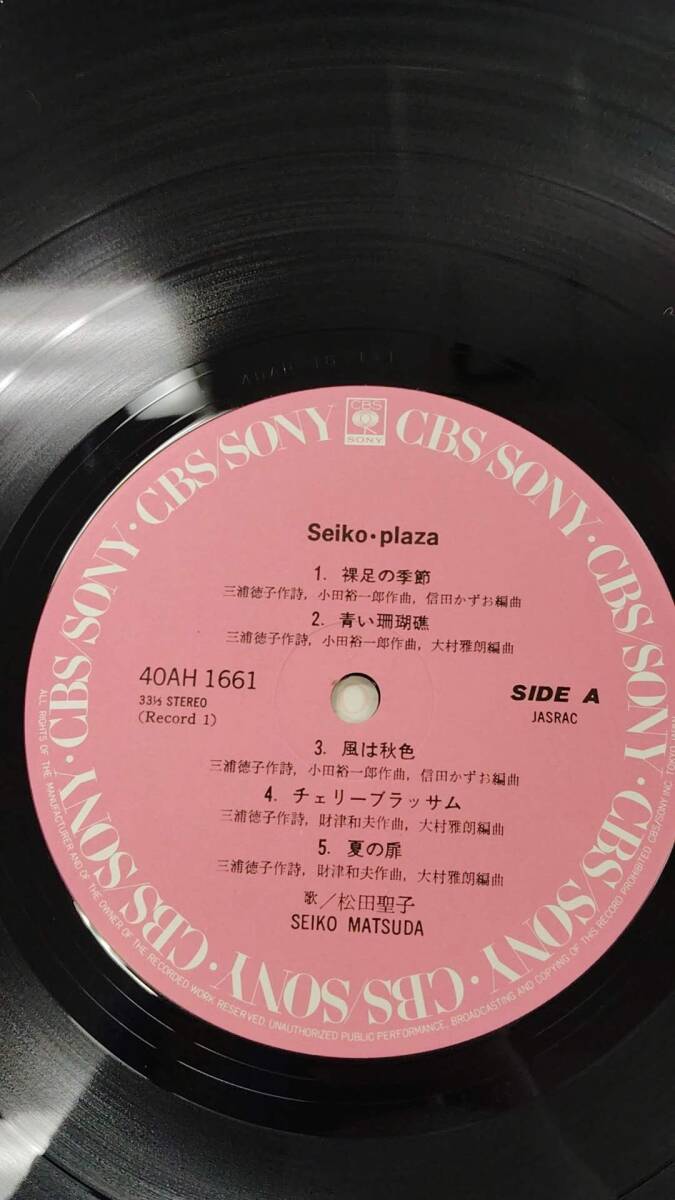 CBS
SONY
CBS/SONY · CBS/SONY · CBS/SONY · CBS/SONY · CBS/SONY · CBS/SONY · CBS/SONY
Seiko・plaza
1. 裸足の季節
三浦徳子作詩, 小田裕一郎作曲, 信田かずお編曲
2. 青い珊瑚礁
三浦徳子作詩, 小田裕一郎作曲, 大村雅朗編曲
40AH 1661
33⅓ STEREO
(Record 1)
SIDE A
JASRAC
3. 風は秋色
三浦徳子作詩, 小田裕一郎作曲, 信田かずお編曲
4. チェリーブラッサム
三浦徳子作詩, 財津和夫作曲, 大村雅朗編曲
5. 夏の扉
三浦徳子作詩, 財津和夫作曲, 大村雅朗編曲
歌/松田聖子
SEIKO MATSUDA
ALL RIGHTS OF THE MANUFACTURER AND OF THE OWNER OF THE RECORDED WORK RESERVED. UNAUTHORIZED PUBLIC PERFORMANCE, BROADCASTING AND COPYING OF THIS RECORD PROHIBITED CBS/SONY INC. TOKYO